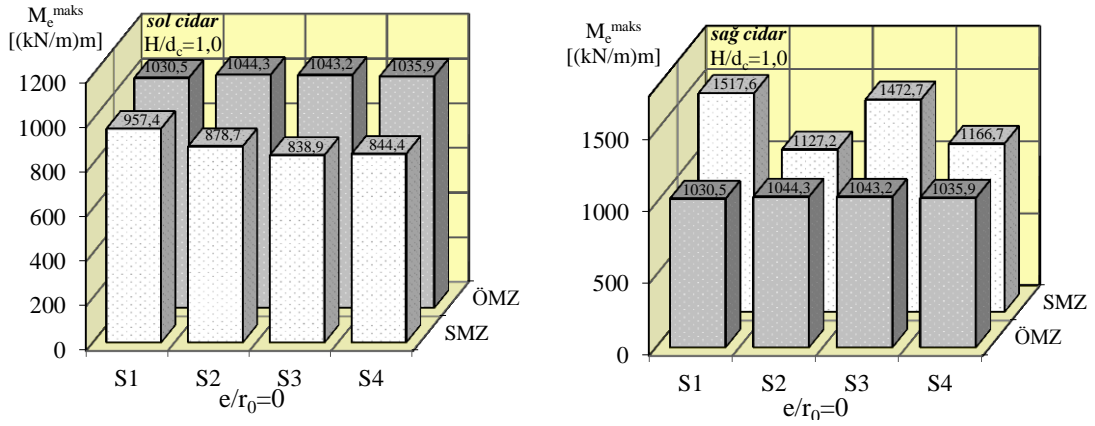 M_e^maks
[(kN/m)m]
sol cidar
H/d_c=1,0
1200
1000
800
600
400
200
0
1030,5
1044,3
1043,2
1035,9
957,4
878,7
838,9
844,4
ÖMZ
SMZ
S1 S2 S3 S4
e/r_0=0
M_e^maks
[(kN/m)m]
sağ cidar
H/d_c=1,0
1500
1000
500
0
1517,6
1127,2
1472,7
1166,7
1030,5
1044,3
1043,2
1035,9
SMZ
ÖMZ
S1 S2 S3 S4
e/r_0=0